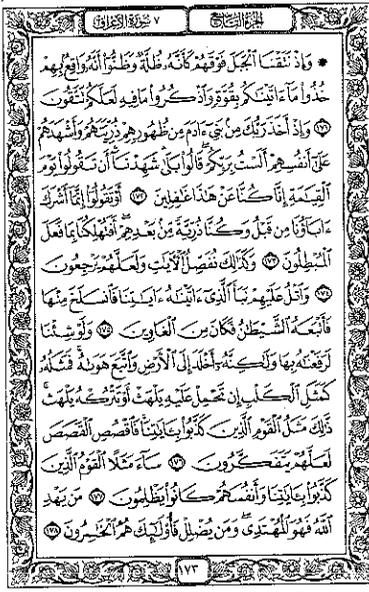 الجزء التاسع ٧ سورة الأعراف
۞ وَإِذْ نَتَقْنَا ٱلْجَبَلَ فَوْقَهُمْ كَأَنَّهُۥ ظُلَّةٌ وَظَنُّوٓا۟ أَنَّهُۥ وَاقِعٌۢ بِهِمْ
خُذُوا۟ مَآ ءَاتَيْنَٰكُم بِقُوَّةٍ وَٱذْكُرُوا۟ مَا فِيهِ لَعَلَّكُمْ تَتَّقُونَ
١٧١ وَإِذْ أَخَذَ رَبُّكَ مِنۢ بَنِىٓ ءَادَمَ مِن ظُهُورِهِمْ ذُرِّيَّتَهُمْ وَأَشْهَدَهُمْ
عَلَىٰٓ أَنفُسِهِمْ أَلَسْتُ بِرَبِّكُمْ ۖ قَالُوا۟ بَلَىٰ ۛ شَهِدْنَآ ۛ أَن تَقُولُوا۟ يَوْمَ
ٱلْقِيَٰمَةِ إِنَّا كُنَّا عَنْ هَٰذَا غَٰفِلِينَ ١٧٢ أَوْ تَقُولُوٓا۟ إِنَّمَآ أَشْرَكَ
ءَابَآؤُنَا مِن قَبْلُ وَكُنَّا ذُرِّيَّةً مِّنۢ بَعْدِهِمْ ۖ أَفَتُهْلِكُنَا بِمَا فَعَلَ
ٱلْمُبْطِلُونَ ١٧٣ وَكَذَٰلِكَ نُفَصِّلُ ٱلْءَايَٰتِ وَلَعَلَّهُمْ يَرْجِعُونَ
١٧٤ وَٱتْلُ عَلَيْهِمْ نَبَأَ ٱلَّذِىٓ ءَاتَيْنَٰهُ ءَايَٰتِنَا فَٱنسَلَخَ مِنْهَا
فَأَتْبَعَهُ ٱلشَّيْطَٰنُ فَكَانَ مِنَ ٱلْغَاوِينَ ١٧٥ وَلَوْ شِئْنَا
لَرَفَعْنَٰهُ بِهَا وَلَٰكِنَّهُۥٓ أَخْلَدَ إِلَى ٱلْأَرْضِ وَٱتَّبَعَ هَوَىٰهُ ۚ فَمَثَلُهُۥ
كَمَثَلِ ٱلْكَلْبِ إِن تَحْمِلْ عَلَيْهِ يَلْهَثْ أَوْ تَتْرُكْهُ يَلْهَث ۚ
ذَّٰلِكَ مَثَلُ ٱلْقَوْمِ ٱلَّذِينَ كَذَّبُوا۟ بِـَٔايَٰتِنَا ۚ فَٱقْصُصِ ٱلْقَصَصَ
لَعَلَّهُمْ يَتَفَكَّرُونَ ١٧٦ سَآءَ مَثَلًا ٱلْقَوْمُ ٱلَّذِينَ
كَذَّبُوا۟ بِـَٔايَٰتِنَا وَأَنفُسَهُمْ كَانُوا۟ يَظْلِمُونَ ١٧٧ مَن يَهْدِ
ٱللَّهُ فَهُوَ ٱلْمُهْتَدِى ۖ وَمَن يُضْلِلْ فَأُو۟لَٰٓئِكَ هُمُ ٱلْخَٰسِرُونَ ١٧٨
١٧٣